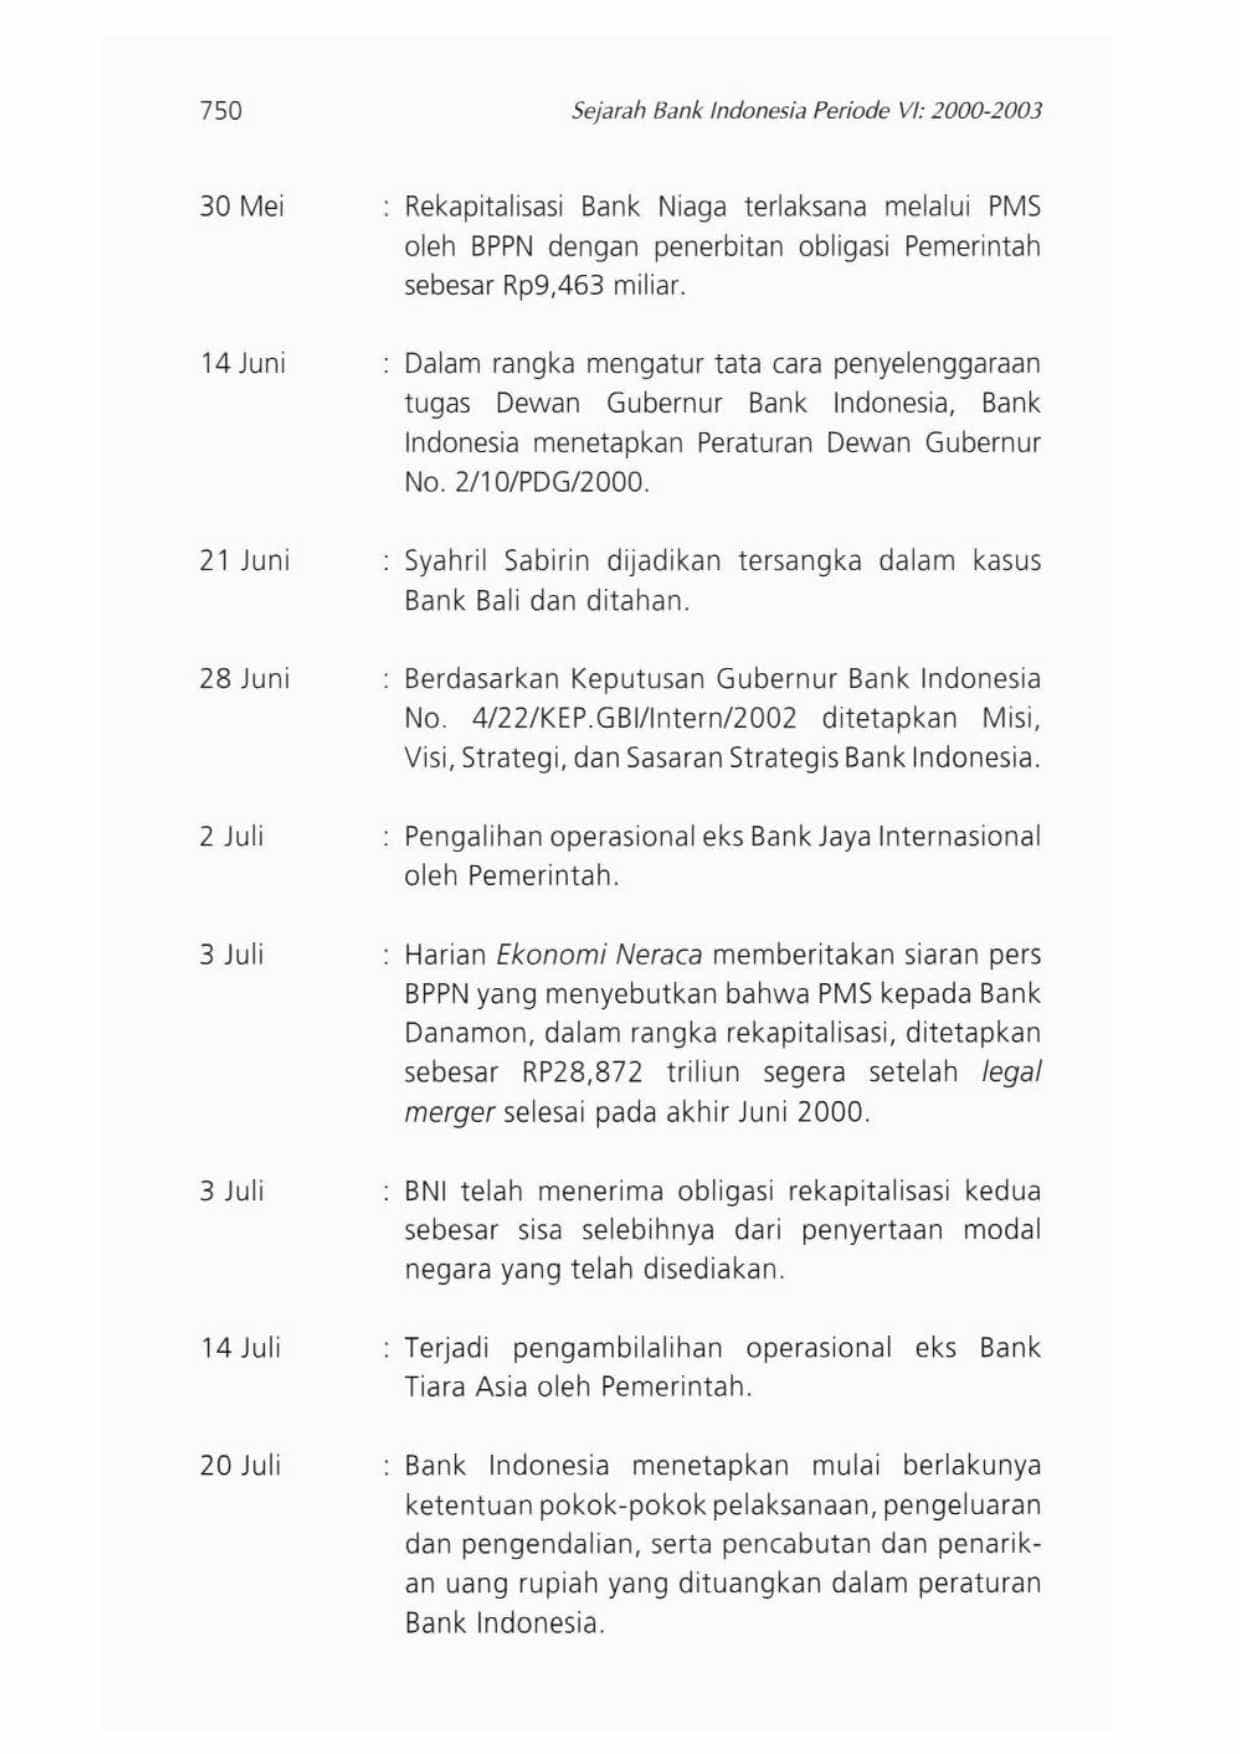 750 Sejarah Bank Indonesia Periode VI: 2000-2003
30 Mei : Rekapitalisasi Bank Niaga terlaksana melalui PMS
oleh BPPN dengan penerbitan obligasi Pemerintah
sebesar Rp9,463 miliar.
14 Juni : Dalam rangka mengatur tata cara penyelenggaraan
tugas Dewan Gubernur Bank Indonesia, Bank
Indonesia menetapkan Peraturan Dewan Gubernur
No. 2/10/PDG/2000.
21 Juni : Syahril Sabirin dijadikan tersangka dalam kasus
Bank Bali dan ditahan.
28 Juni : Berdasarkan Keputusan Gubernur Bank Indonesia
No. 4/22/KEP.GBI/Intern/2002 ditetapkan Misi,
Visi, Strategi, dan Sasaran Strategis Bank Indonesia.
2 Juli : Pengalihan operasional eks Bank Jaya Internasional
oleh Pemerintah.
3 Juli : Harian Ekonomi Neraca memberitakan siaran pers
BPPN yang menyebutkan bahwa PMS kepada Bank
Danamon, dalam rangka rekapitalisasi, ditetapkan
sebesar RP28,872 triliun segera setelah legal
merger selesai pada akhir Juni 2000.
3 Juli : BNI telah menerima obligasi rekapitalisasi kedua
sebesar sisa selebihnya dari penyertaan modal
negara yang telah disediakan.
14 Juli : Terjadi pengambilalihan operasional eks Bank
Tiara Asia oleh Pemerintah.
20 Juli : Bank Indonesia menetapkan mulai berlakunya
ketentuan pokok-pokok pelaksanaan, pengeluaran
dan pengendalian, serta pencabutan dan penarik-
an uang rupiah yang dituangkan dalam peraturan
Bank Indonesia.